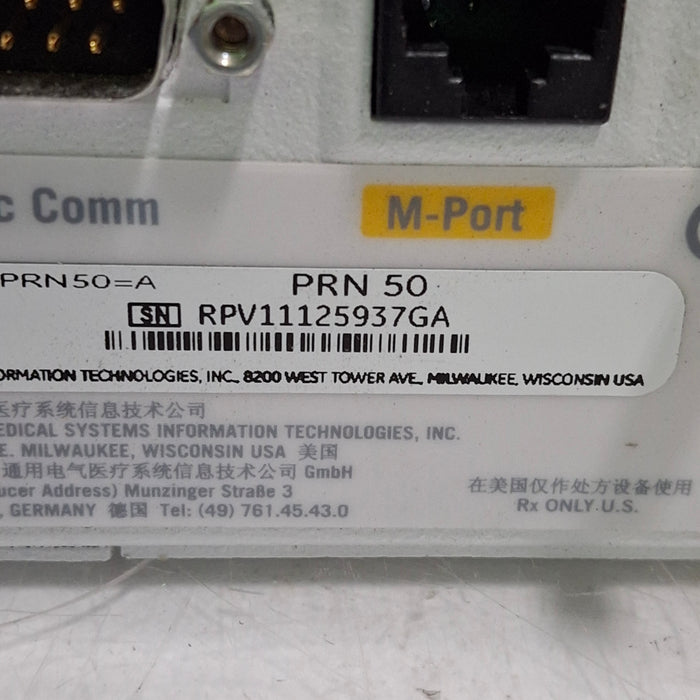 c Comm
M-Port
PRN50=A PRN 50
SN RPV11125937GA
ORMATION TECHNOLOGIES, INC., 8200 WEST TOWER AVE., MILWAUKEE, WISCONSIN USA
医疗系统信息技术公司
EDICAL SYSTEMS INFORMATION TECHNOLOGIES, INC.
E. MILWAUKEE, WISCONSIN USA 美国
通用电气医疗系统信息技术公司 GmbH
ucer Address) Munzinger Straße 3
, GERMANY 德国 Tel: (49) 761.45.43.0
在美国仅作处方设备使用
Rx ONLY.U.S.